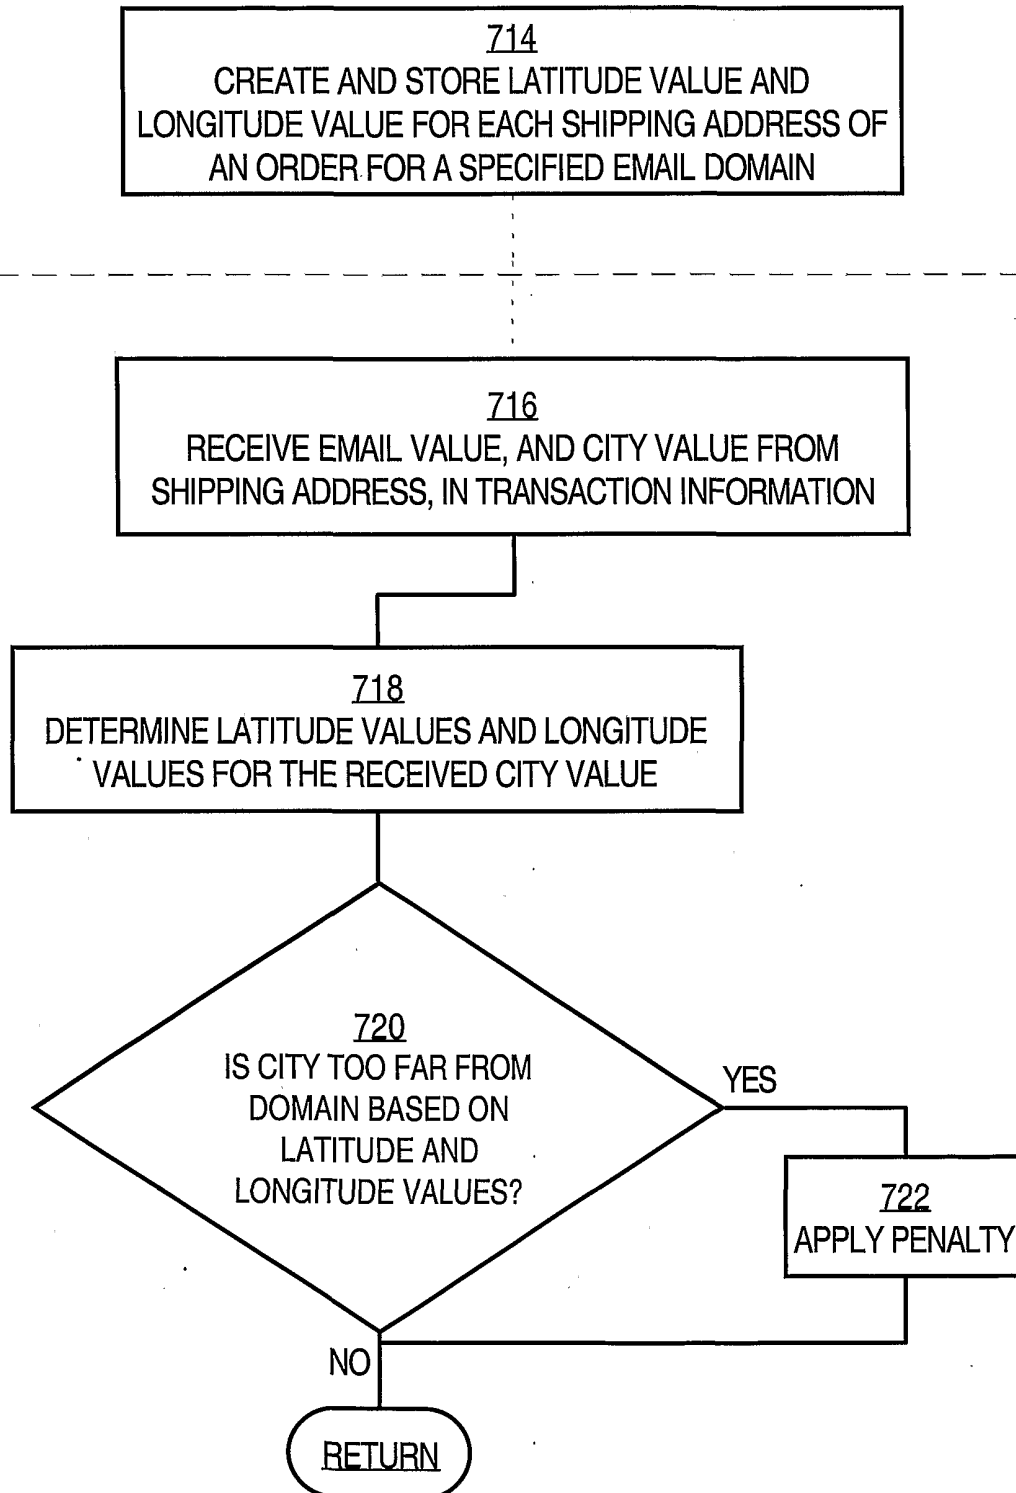 714
CREATE AND STORE LATITUDE VALUE AND
LONGITUDE VALUE FOR EACH SHIPPING ADDRESS OF
AN ORDER FOR A SPECIFIED EMAIL DOMAIN
716
RECEIVE EMAIL VALUE, AND CITY VALUE FROM
SHIPPING ADDRESS, IN TRANSACTION INFORMATION
718
DETERMINE LATITUDE VALUES AND LONGITUDE
VALUES FOR THE RECEIVED CITY VALUE
720
IS CITY TOO FAR FROM
DOMAIN BASED ON
LATITUDE AND
LONGITUDE VALUES?
YES
722
APPLY PENALTY
NO
RETURN